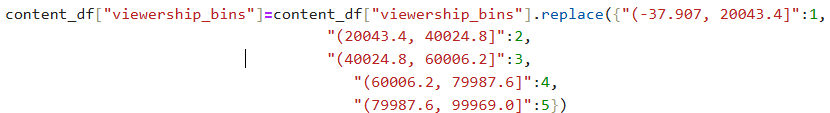 content_df["viewership_bins"]=content_df["viewership_bins"].replace({"(-37.907, 20043.4]":1,
"(20043.4, 40024.8]":2,
"(40024.8, 60006.2]":3,
"(60006.2, 79987.6]":4,
"(79987.6, 99969.0]":5})